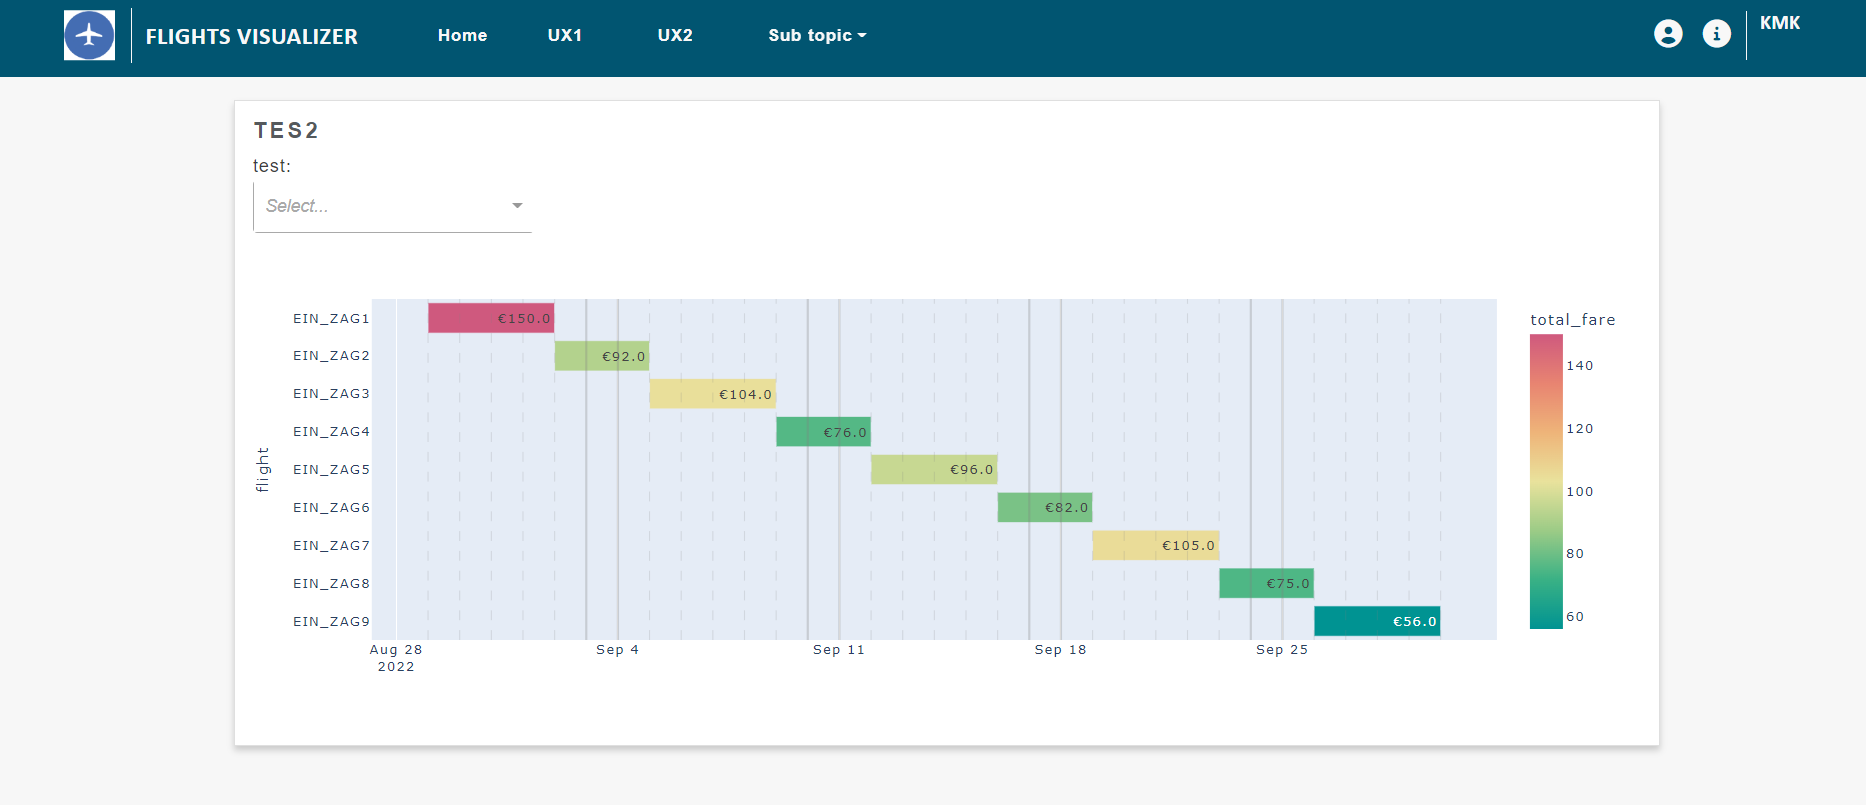 FLIGHTS VISUALIZER Home UX1 UX2 Sub topic KMK
TES2
test:
Select...
EIN_ZAG1 €150.0
EIN_ZAG2 €92.0
EIN_ZAG3 €104.0
EIN_ZAG4 €76.0
EIN_ZAG5 €96.0
EIN_ZAG6 €82.0
EIN_ZAG7 €105.0
EIN_ZAG8 €75.0
EIN_ZAG9 €56.0
flight
Aug 28 Sep 4 Sep 11 Sep 18 Sep 25
2022
total_fare
140
120
100
80
60